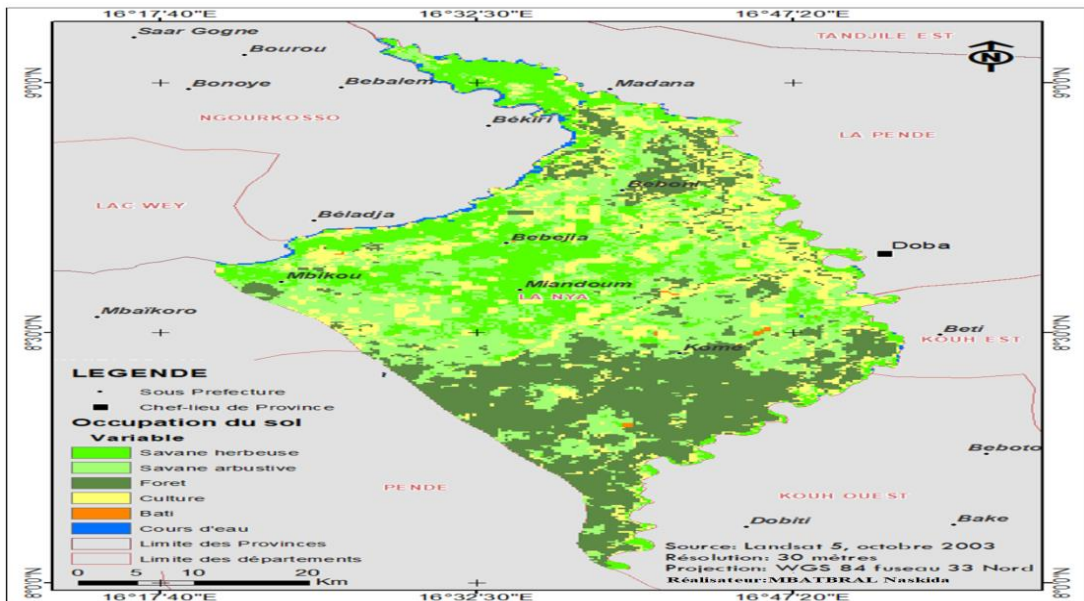 16°17'40"E 16°32'30"E 16°47'20"E
Saar Gogne
Bourou
TANDJILE EST
N
9°0'0"N
Bonoye
Bebalem
Madana
9°0'0"N
NGOURKOSSO
Békiri
LA PENDE
LAC WEY
Beboni
Béladja
Bebejia
Doba
Mbikou
Miandoum
LA NYA
Mbaïkoro
8°30'0"N
Beti
8°30'0"N
KOUH EST
Komé
LEGENDE
Sous Prefecture
Chef-lieu de Province
Occupation du sol
Variable
Savane herbeuse
Savane arbustive
Foret
Culture
Bati
Cours d'eau
Limite des Provinces
Limite des départements
0 5 10 20
Km
Beboto
PENDE
KOUH OUEST
Dobiti
Bake
Source: Landsat 5, octobre 2003
Résolution: 30 mètres
Projection: WGS 84 fuseau 33 Nord
Réalisateur:MBATBRAL Naskida
8°0'0"N
8°0'0"N
16°17'40"E 16°32'30"E 16°47'20"E